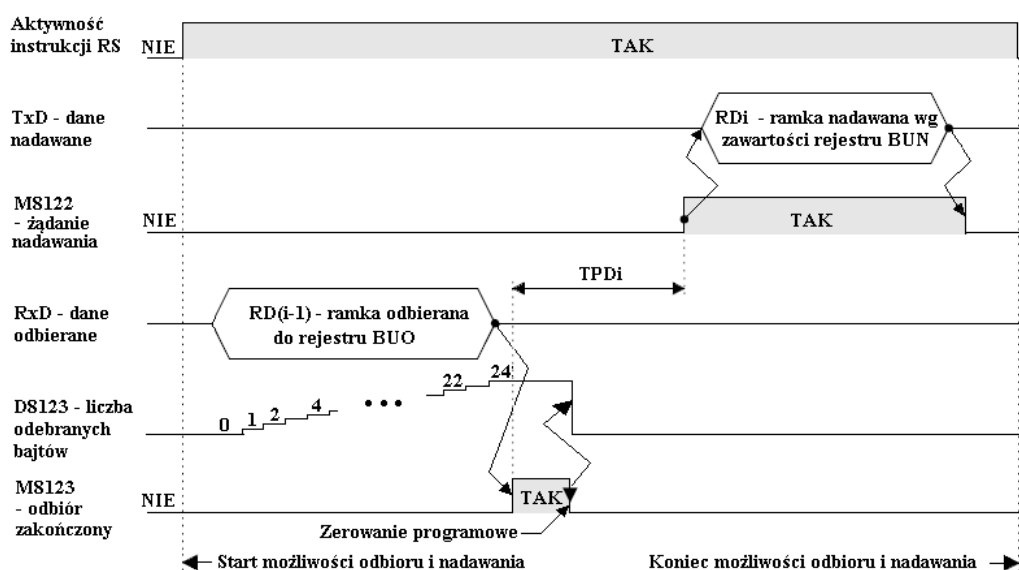 Aktywność
instrukcji RS
NIE
TAK
TxD - dane
nadawane
RDi - ramka nadawana wg
zawartości rejestru BUN
M8122
- żądanie
nadawania
NIE
TAK
TPDi
RxD - dane
odbierane
RD(i-1) - ramka odbierana
do rejestru BUO
D8123 - liczba
odebranych
bajtów
0 1 2 4 ••• 22 24
M8123
- odbiór
zakończony
NIE
TAK
Zerowanie programowe
Start możliwości odbioru i nadawania
Koniec możliwości odbioru i nadawania